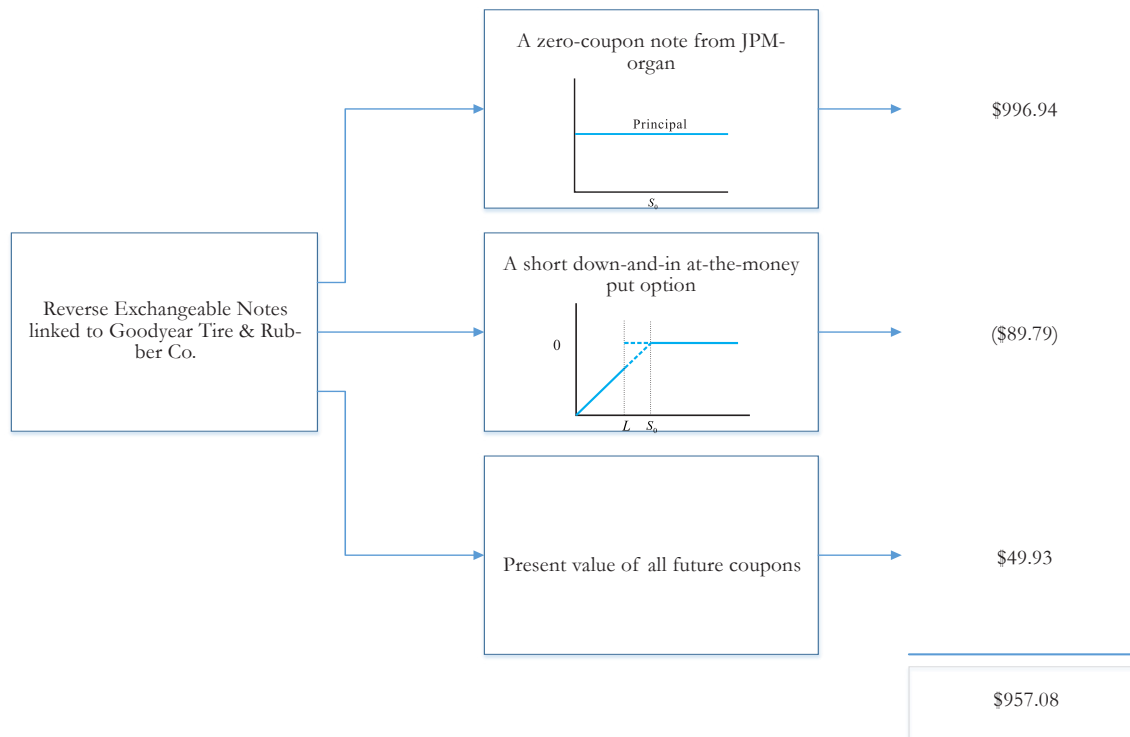 A zero-coupon note from JPM-
organ
Principal
S₀
$996.94
Reverse Exchangeable Notes
linked to Goodyear Tire & Rub-
ber Co.
A short down-and-in at-the-money
put option
0
L S₀
($89.79)
Present value of all future coupons
$49.93
$957.08